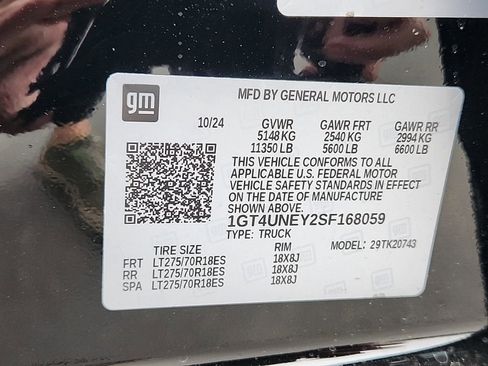 gm
MFD BY GENERAL MOTORS LLC
10/24 GVWR GAWR FRT GAWR RR
5148 KG 2540 KG 2994 KG
11350 LB 5600 LB 6600 LB
THIS VEHICLE CONFORMS TO ALL
APPLICABLE U.S. FEDERAL MOTOR
VEHICLE SAFETY STANDARDS IN EFFECT
ON THE DATE OF MANUFACTURE
SHOWN ABOVE.
1GT4UNEY2SF168059
TYPE: TRUCK
TIRE SIZE RIM MODEL: 29TK20743
FRT LT275/70R18ES 18X8J
RR LT275/70R18ES 18X8J
SPA LT275/70R18ES 18X8J